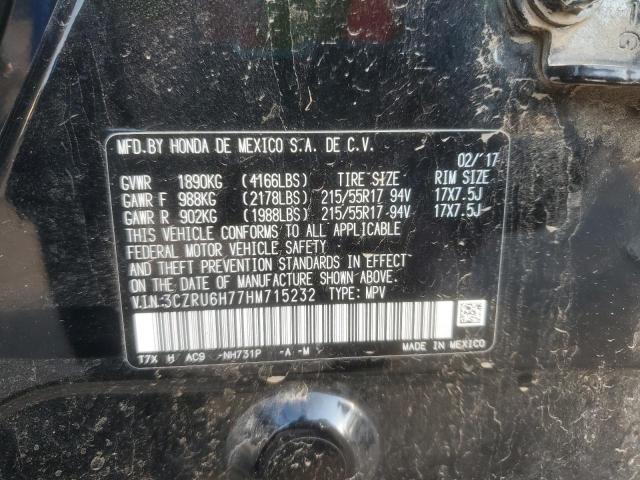 MFD.BY HONDA DE MEXICO S.A. DE C.V.
02/'17
GVWR 1890KG (4166LBS) TIRE SIZE RIM SIZE
GAWR F 988KG (2178LBS) 215/55R17 94V 17X7.5J
GAWR R 902KG (1988LBS) 215/55R17 94V 17X7.5J
THIS VEHICLE CONFORMS TO ALL APPLICABLE
FEDERAL MOTOR VEHICLE SAFETY
AND THEFT PREVENTION STANDARDS IN EFFECT
ON THE DATE OF MANUFACTURE SHOWN ABOVE.
V.I.N:3CZRU6H77HM715232 TYPE: MPV
T7X H AC9 -NH731P -A -M
MADE IN MEXICO